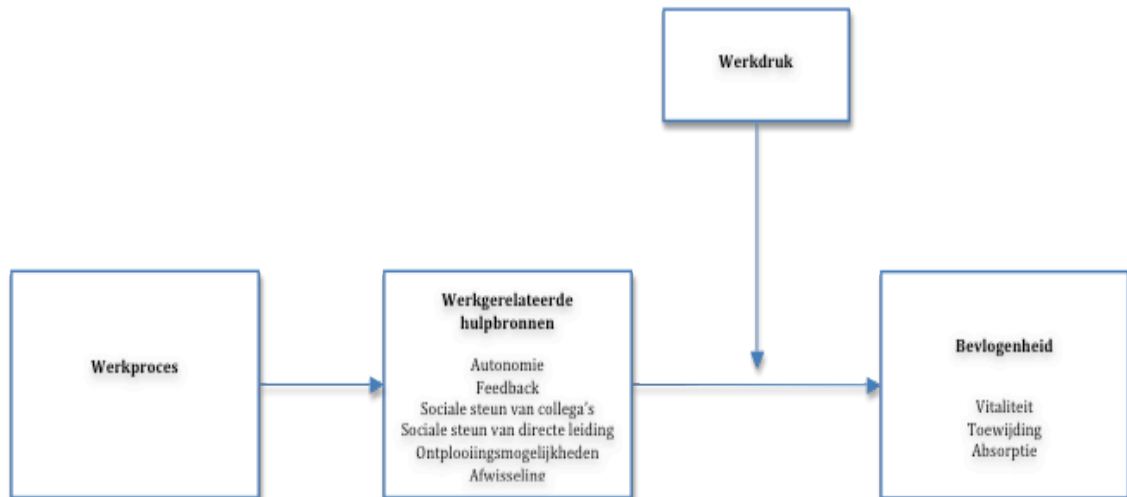 Werkdruk
Werkproces
Werkgerelateerde
hulpbronnen
Autonomie
Feedback
Sociale steun van collega's
Sociale steun van directe leiding
Ontplooiingsmogelijkheden
Afwisseling
Bevlogenheid
Vitaliteit
Toewijding
Absorptie